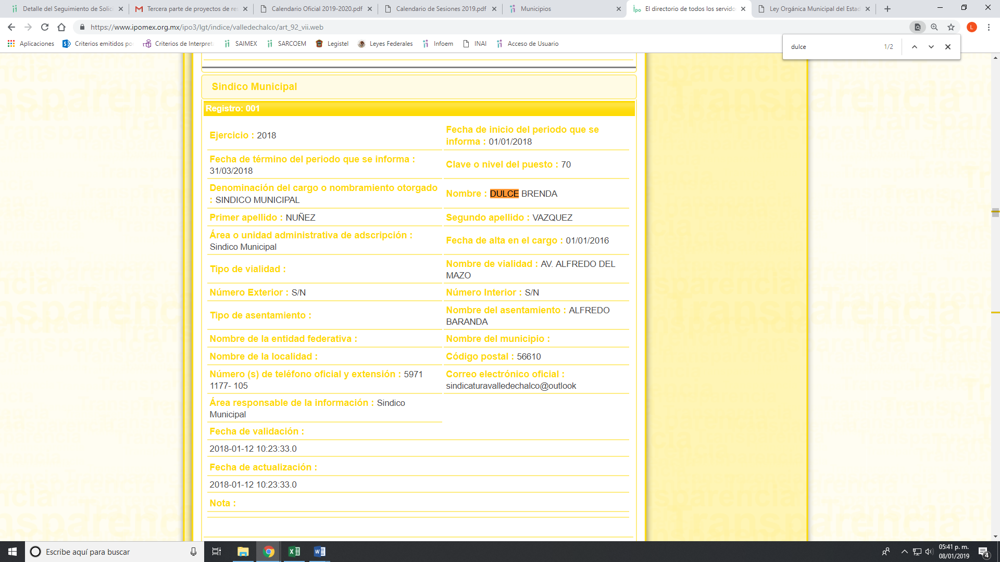 Detalle del Seguimiento de Solici
Tercera parte de proyectos de res
Calendario Oficial 2019-2020.pdf
Calendario de Sesiones 2019.pdf
Municipios
El directorio de todos los servido
Ley Orgánica Municipal del Estad
https://www.ipomex.org.mx/ipo3/lgt/indice/valledechalco/art_92_vii.web
L
Aplicaciones
Criterios emitidos po
Criterios de Interpreta
SAIMEX
SARCOEM
Legistel
Leyes Federales
Infoem
INAI
Acceso de Usuario
dulce 1/2
Sindico Municipal
Registro: 001
Ejercicio : 2018
Fecha de inicio del periodo que se
informa : 01/01/2018
Fecha de término del periodo que se informa :
31/03/2018
Clave o nivel del puesto : 70
Denominación del cargo o nombramiento otorgado
: SINDICO MUNICIPAL
Nombre : DULCE BRENDA
Primer apellido : NUÑEZ
Segundo apellido : VAZQUEZ
Área o unidad administrativa de adscripción :
Sindico Municipal
Fecha de alta en el cargo : 01/01/2016
Tipo de vialidad :
Nombre de vialidad : AV. ALFREDO DEL
MAZO
Número Exterior : S/N
Número Interior : S/N
Tipo de asentamiento :
Nombre del asentamiento : ALFREDO
BARANDA
Nombre de la entidad federativa :
Nombre del municipio :
Nombre de la localidad :
Código postal : 56610
Número (s) de teléfono oficial y extensión : 5971
1177- 105
Correo electrónico oficial :
sindicaturavalledechalco@outlook
Área responsable de la información : Sindico
Municipal
Fecha de validación :
2018-01-12 10:23:33.0
Fecha de actualización :
2018-01-12 10:23:33.0
Nota :
Escribe aquí para buscar
05:41 p. m.
08/01/2019
4